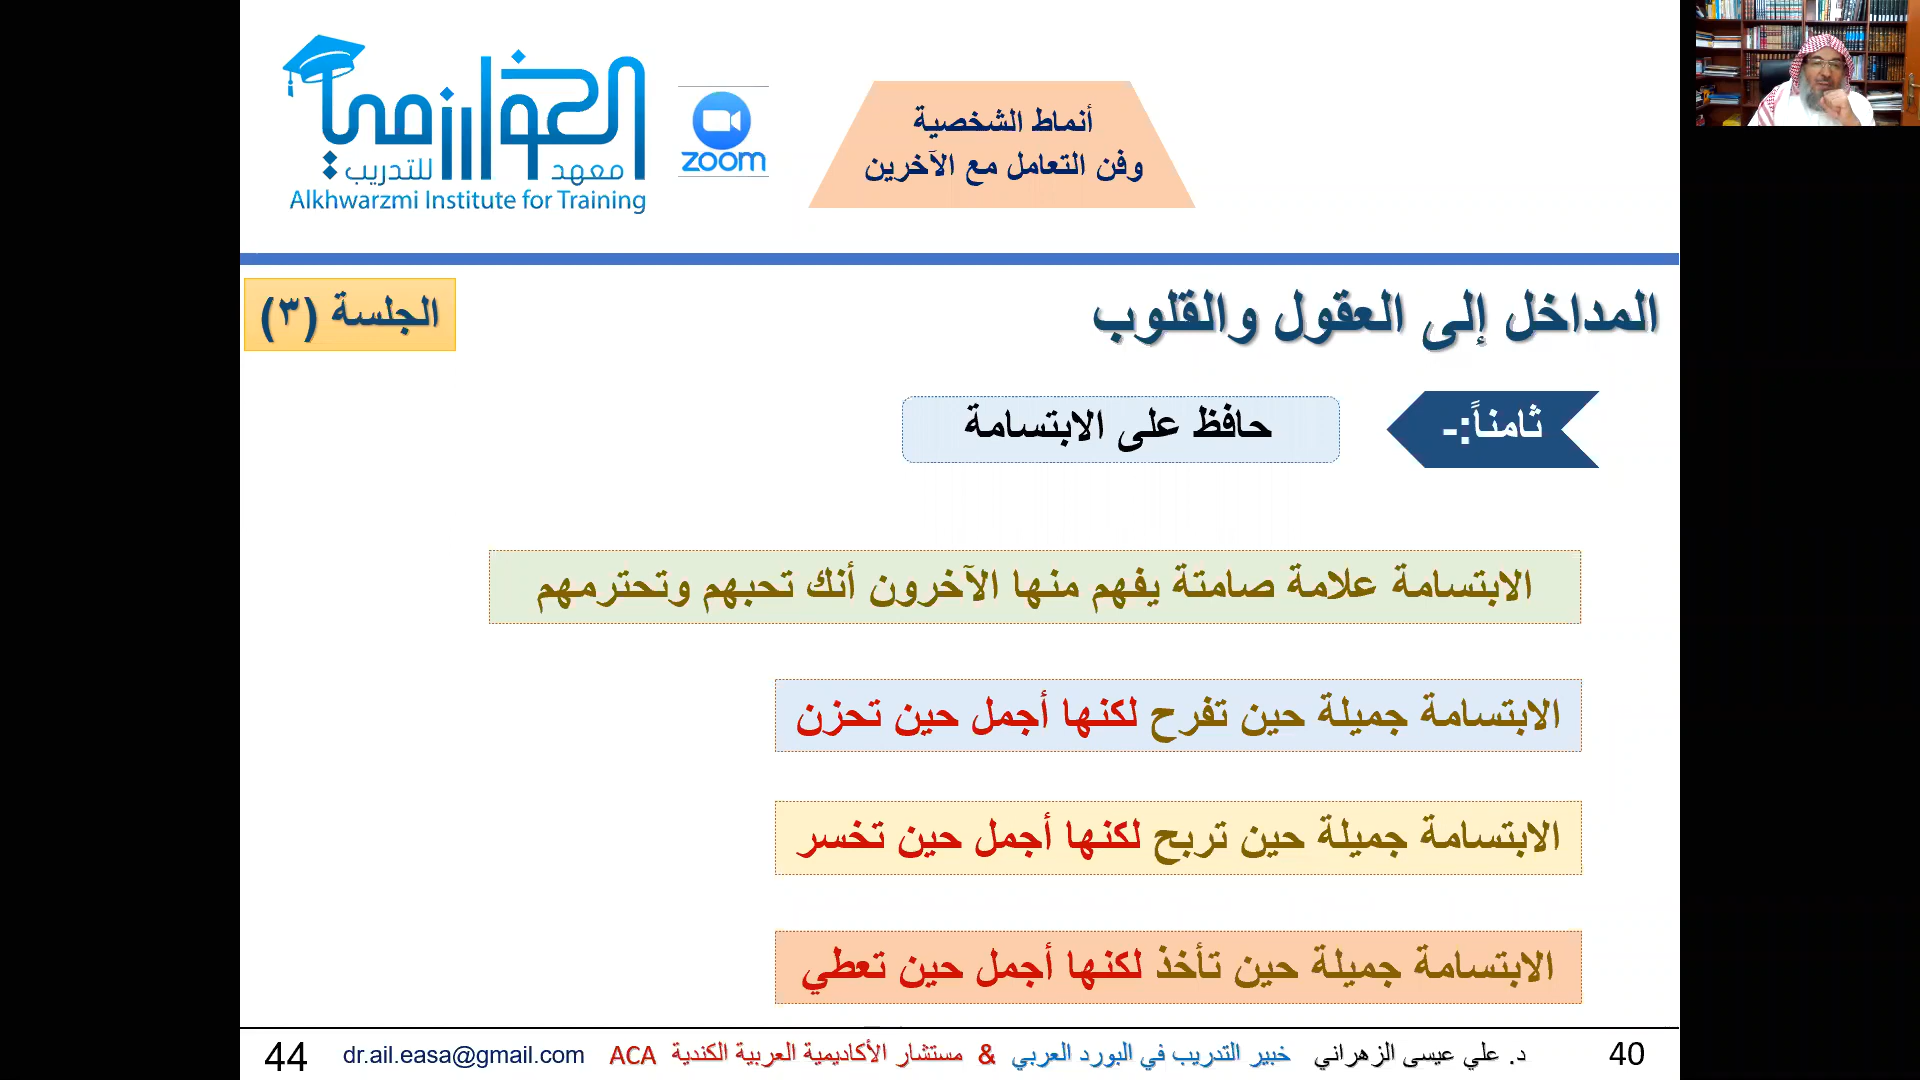 الخوارزمي
معهد للتدريب
Alkhwarzmi Institute for Training
zoom
أنماط الشخصية
وفن التعامل مع الآخرين
المداخل إلى العقول والقلوب
الجلسة (٣)
ثامناً:-
حافظ على الابتسامة
الابتسامة علامة صامتة يفهم منها الآخرون أنك تحبهم وتحترمهم
الابتسامة جميلة حين تفرح لكنها أجمل حين تحزن
الابتسامة جميلة حين تربح لكنها أجمل حين تخسر
الابتسامة جميلة حين تأخذ لكنها أجمل حين تعطي
40 د. علي عيسى الزهراني خبير التدريب في البورد العربي & مستشار الأكاديمية العربية الكندية ACA dr.ail.easa@gmail.com 44